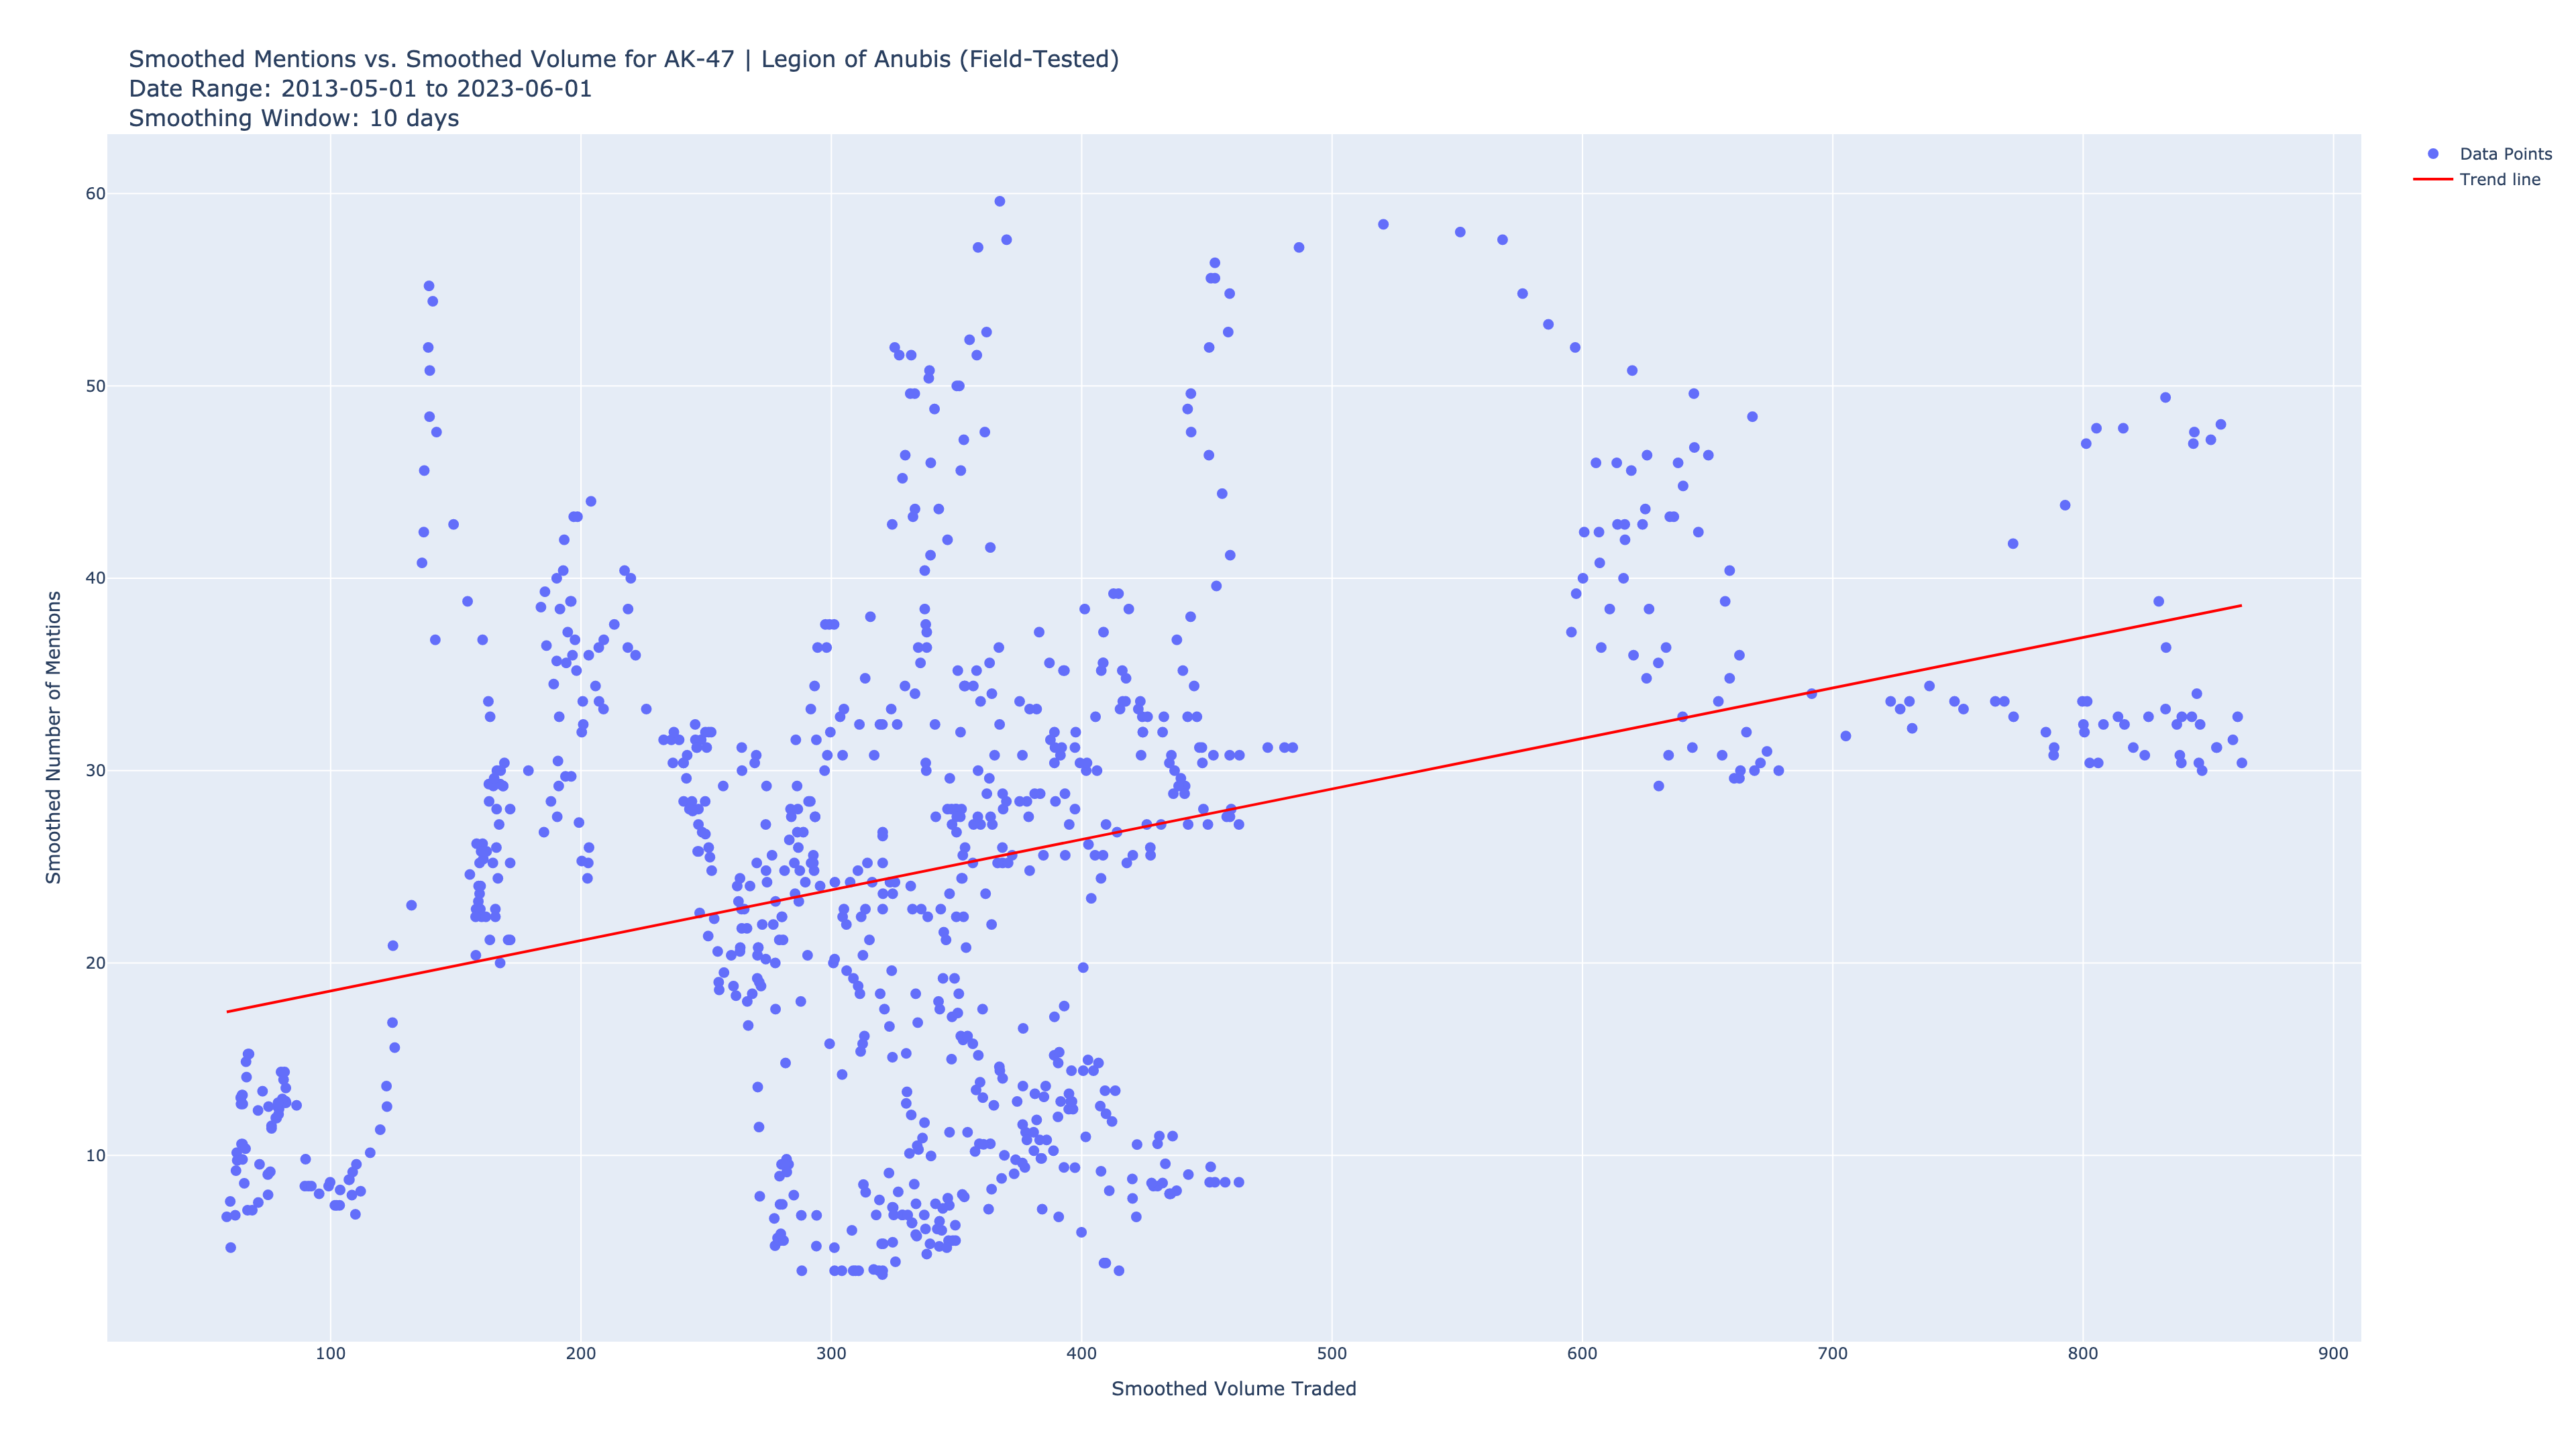 Smoothed Mentions vs. Smoothed Volume for AK-47 | Legion of Anubis (Field-Tested)
Date Range: 2013-05-01 to 2023-06-01
Smoothing Window: 10 days
Data Points
Trend line
60
50
40
30
20
10
Smoothed Number of Mentions
100 200 300 400 500 600 700 800 900
Smoothed Volume Traded